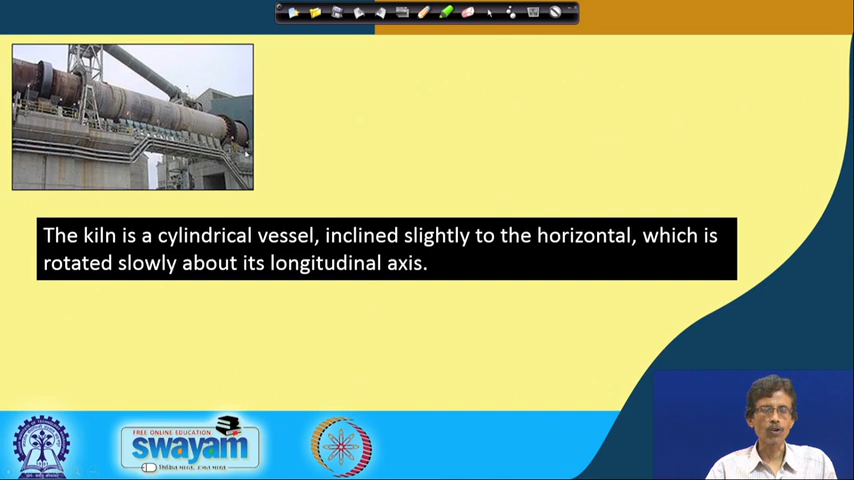 The kiln is a cylindrical vessel, inclined slightly to the horizontal, which is
rotated slowly about its longitudinal axis.
FREE ONLINE EDUCATION
swayam